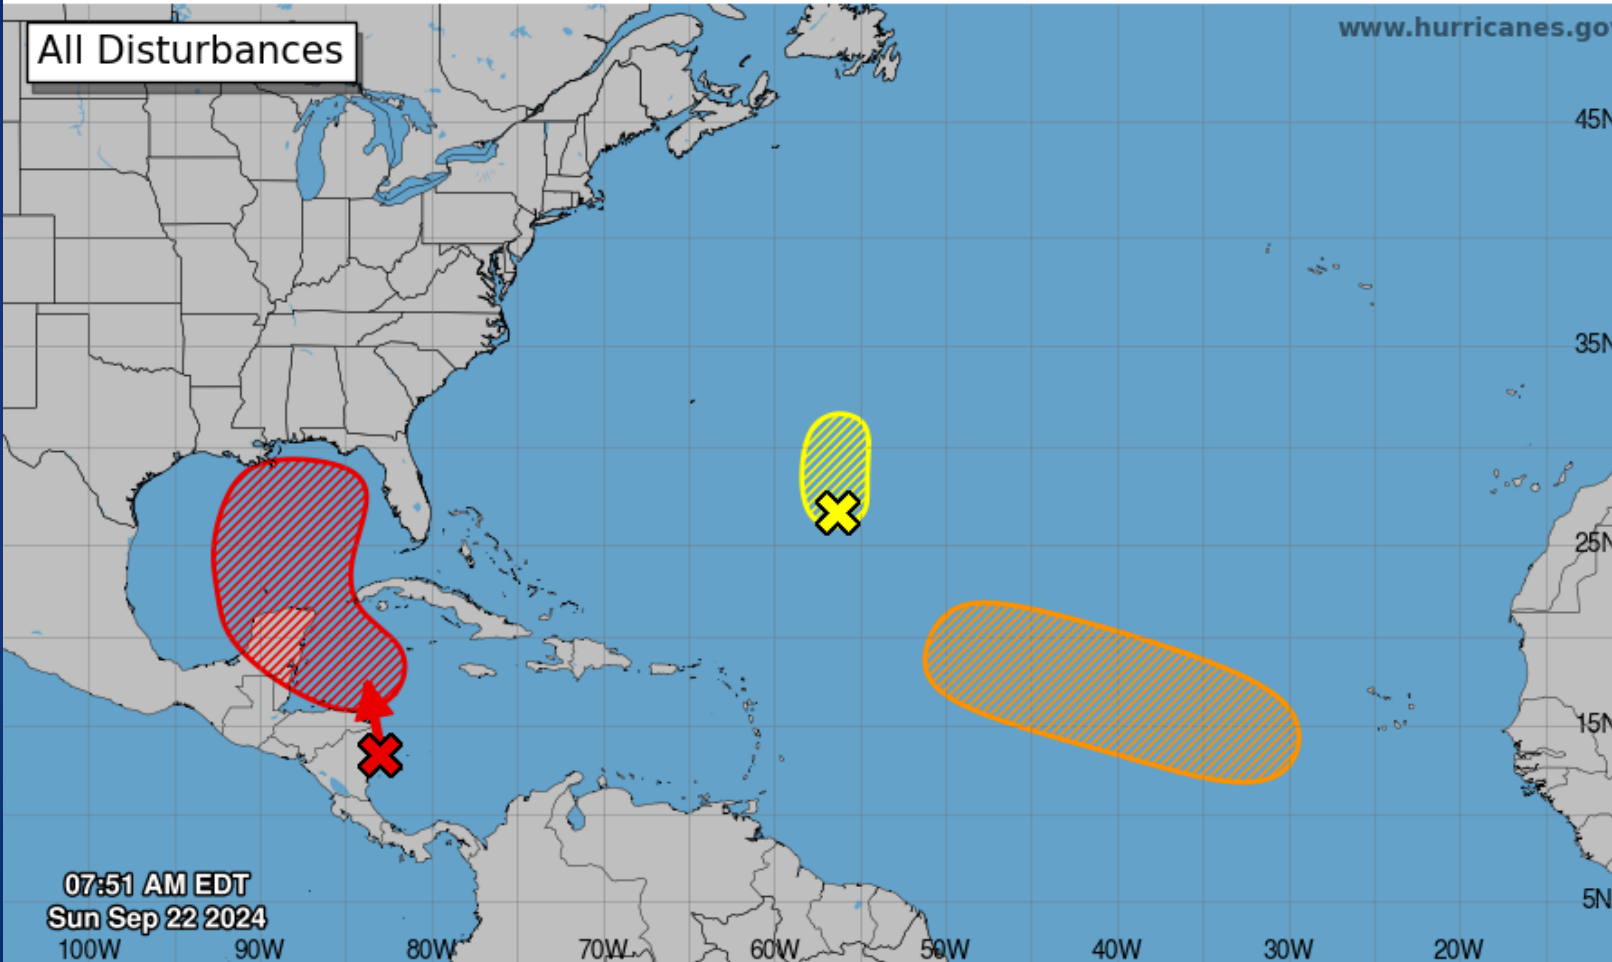 All Disturbances
www.hurricanes.gov
45N
35N
25N
15N
5N
07:51 AM EDT
Sun Sep 22 2024
100W 90W 80W 70W 60W 50W 40W 30W 20W